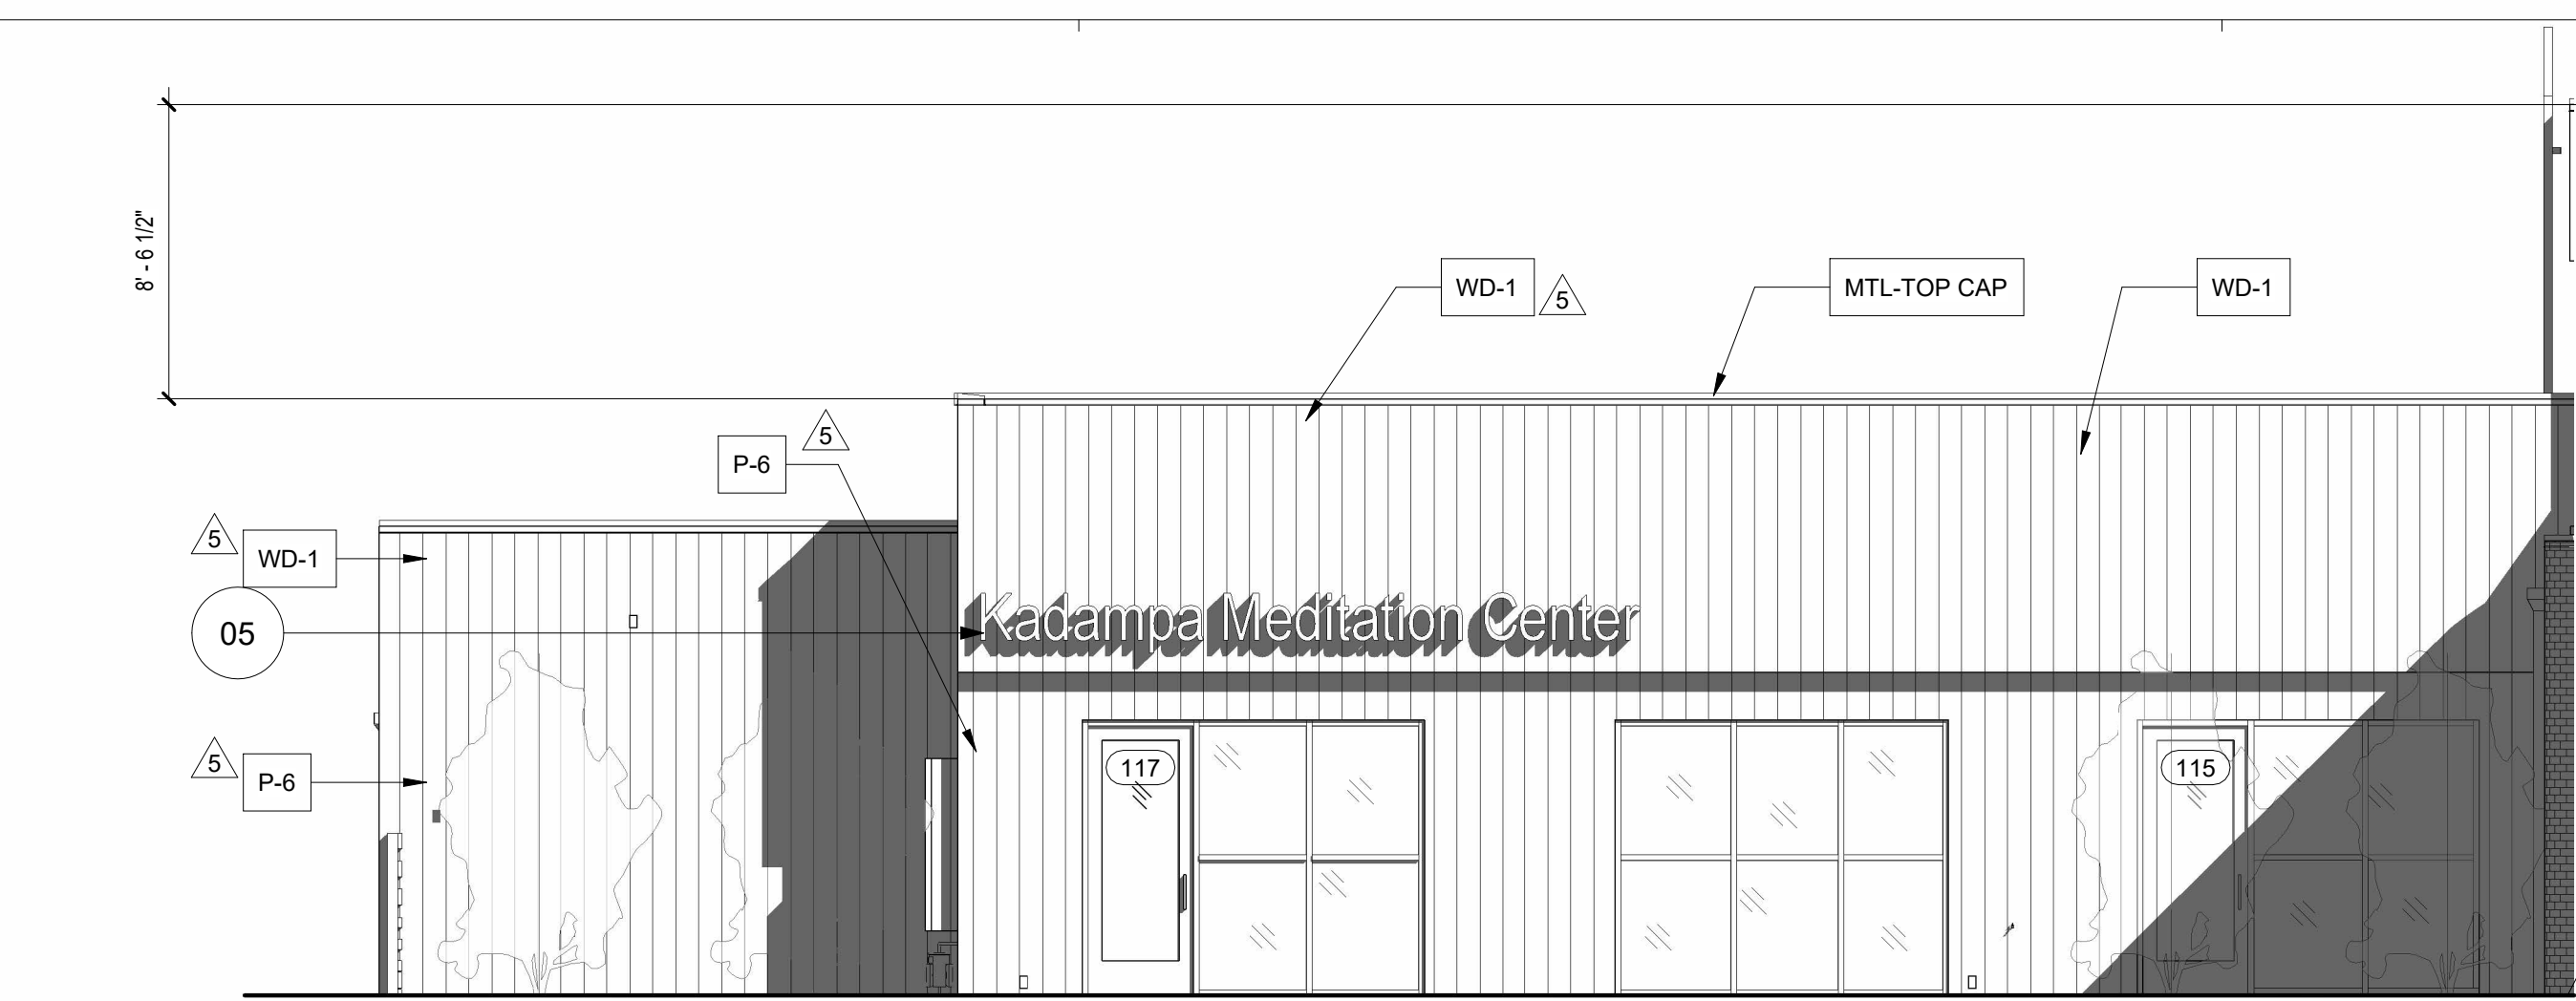 8' - 6 1/2"
WD-1
5
MTL-TOP CAP
WD-1
5
P-6
5
WD-1
05
Kadampa Meditation Center
5
P-6
117
115